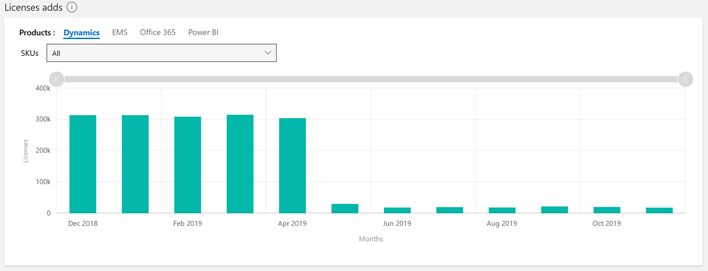 Licenses adds
Products : Dynamics EMS Office 365 Power BI
SKUs All
400k
300k
200k
100k
0
Licenses
Dec 2018 Feb 2019 Apr 2019 Jun 2019 Aug 2019 Oct 2019
Months